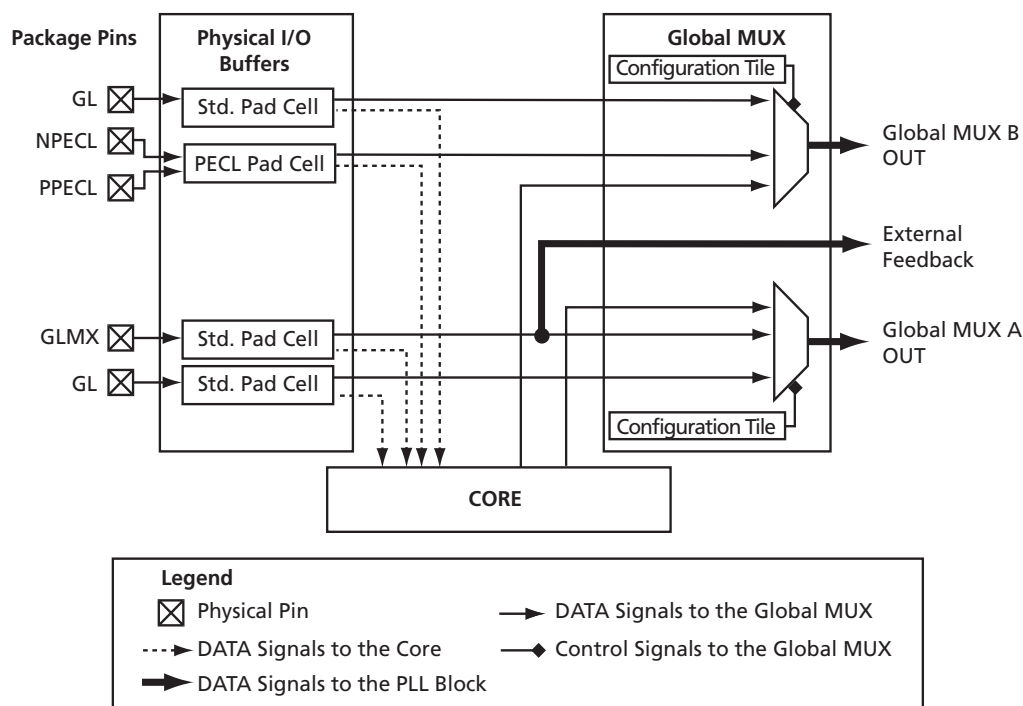 Package Pins
Physical I/O
Buffers
Global MUX
Configuration Tile
GL
Std. Pad Cell
NPECL
PECL Pad Cell
PPECL
Global MUX B
OUT
External
Feedback
GLMX
Std. Pad Cell
Global MUX A
OUT
GL
Std. Pad Cell
Configuration Tile
CORE
Legend
Physical Pin
DATA Signals to the Global MUX
DATA Signals to the Core
Control Signals to the Global MUX
DATA Signals to the PLL Block